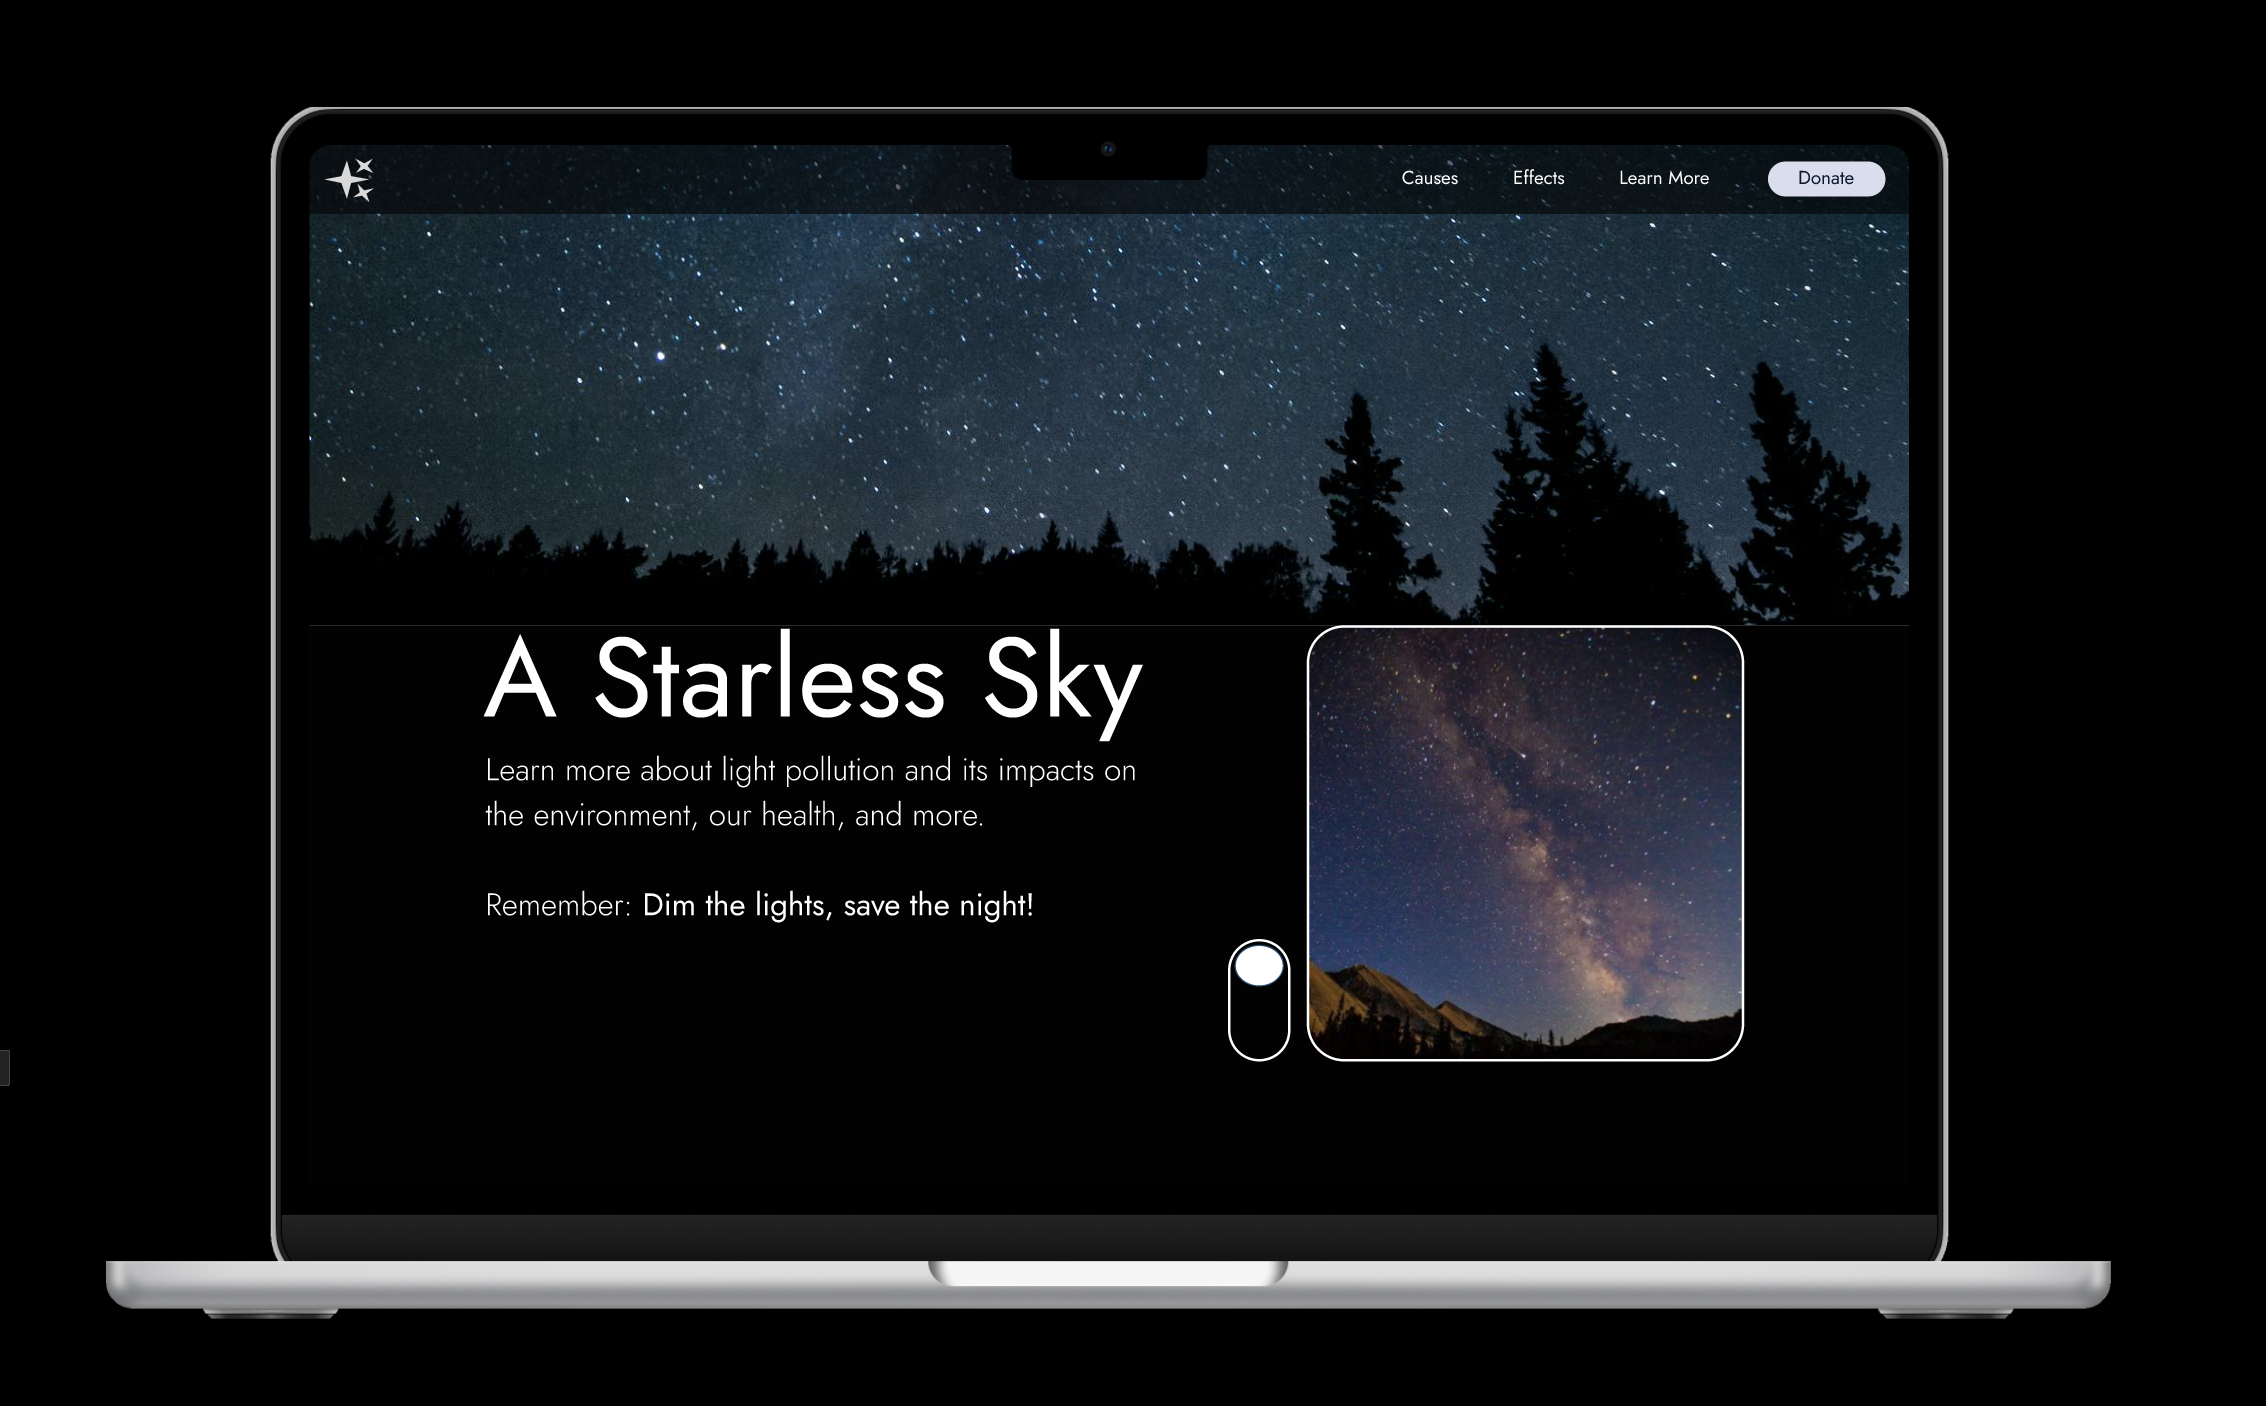 Causes Effects Learn More Donate
A Starless Sky
Learn more about light pollution and its impacts on
the environment, our health, and more.
Remember: Dim the lights, save the night!